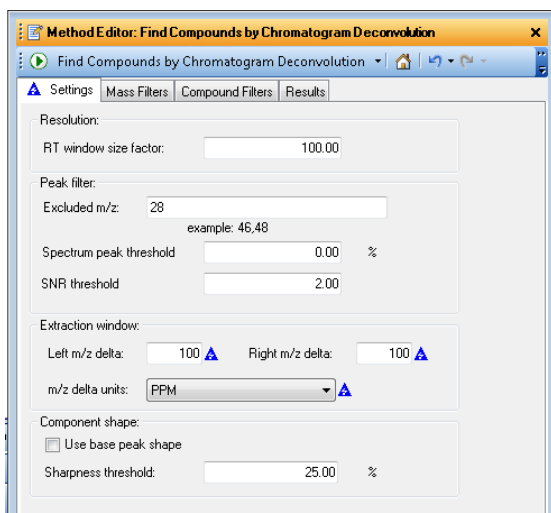 Method Editor: Find Compounds by Chromatogram Deconvolution
Find Compounds by Chromatogram Deconvolution
Settings Mass Filters Compound Filters Results
Resolution:
RT window size factor: 100.00
Peak filter:
Excluded m/z: 28
example: 46,48
Spectrum peak threshold 0.00 %
SNR threshold 2.00
Extraction window:
Left m/z delta: 100 Right m/z delta: 100
m/z delta units: PPM
Component shape:
Use base peak shape
Sharpness threshold: 25.00 %